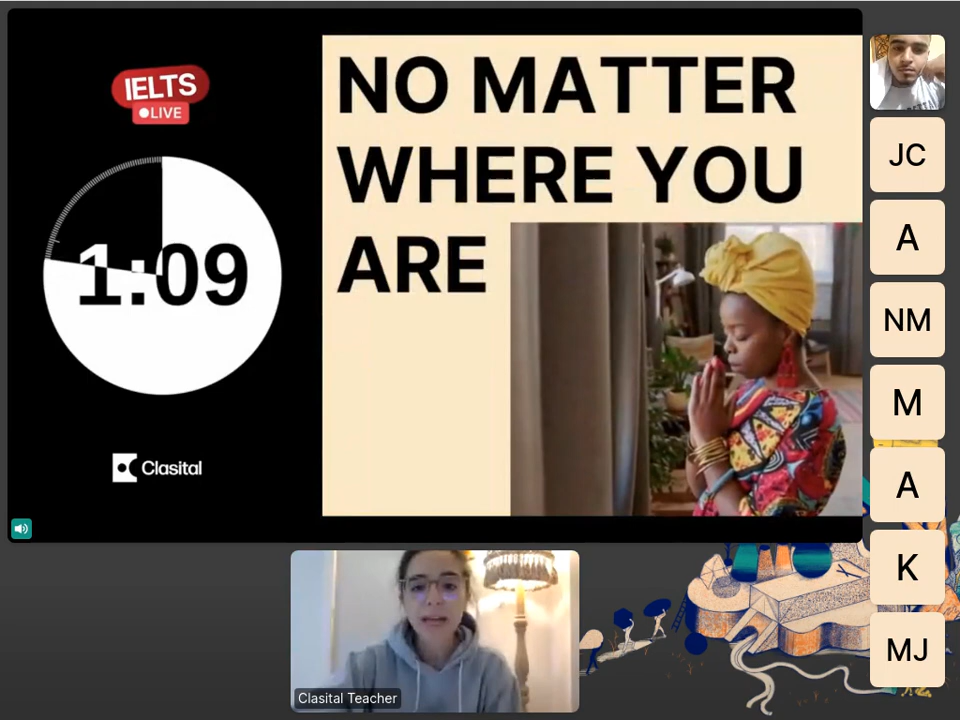 IELTS
LIVE
1:09
Clasital
NO MATTER
WHERE YOU
ARE
JC
A
NM
M
A
K
MJ
Clasital Teacher